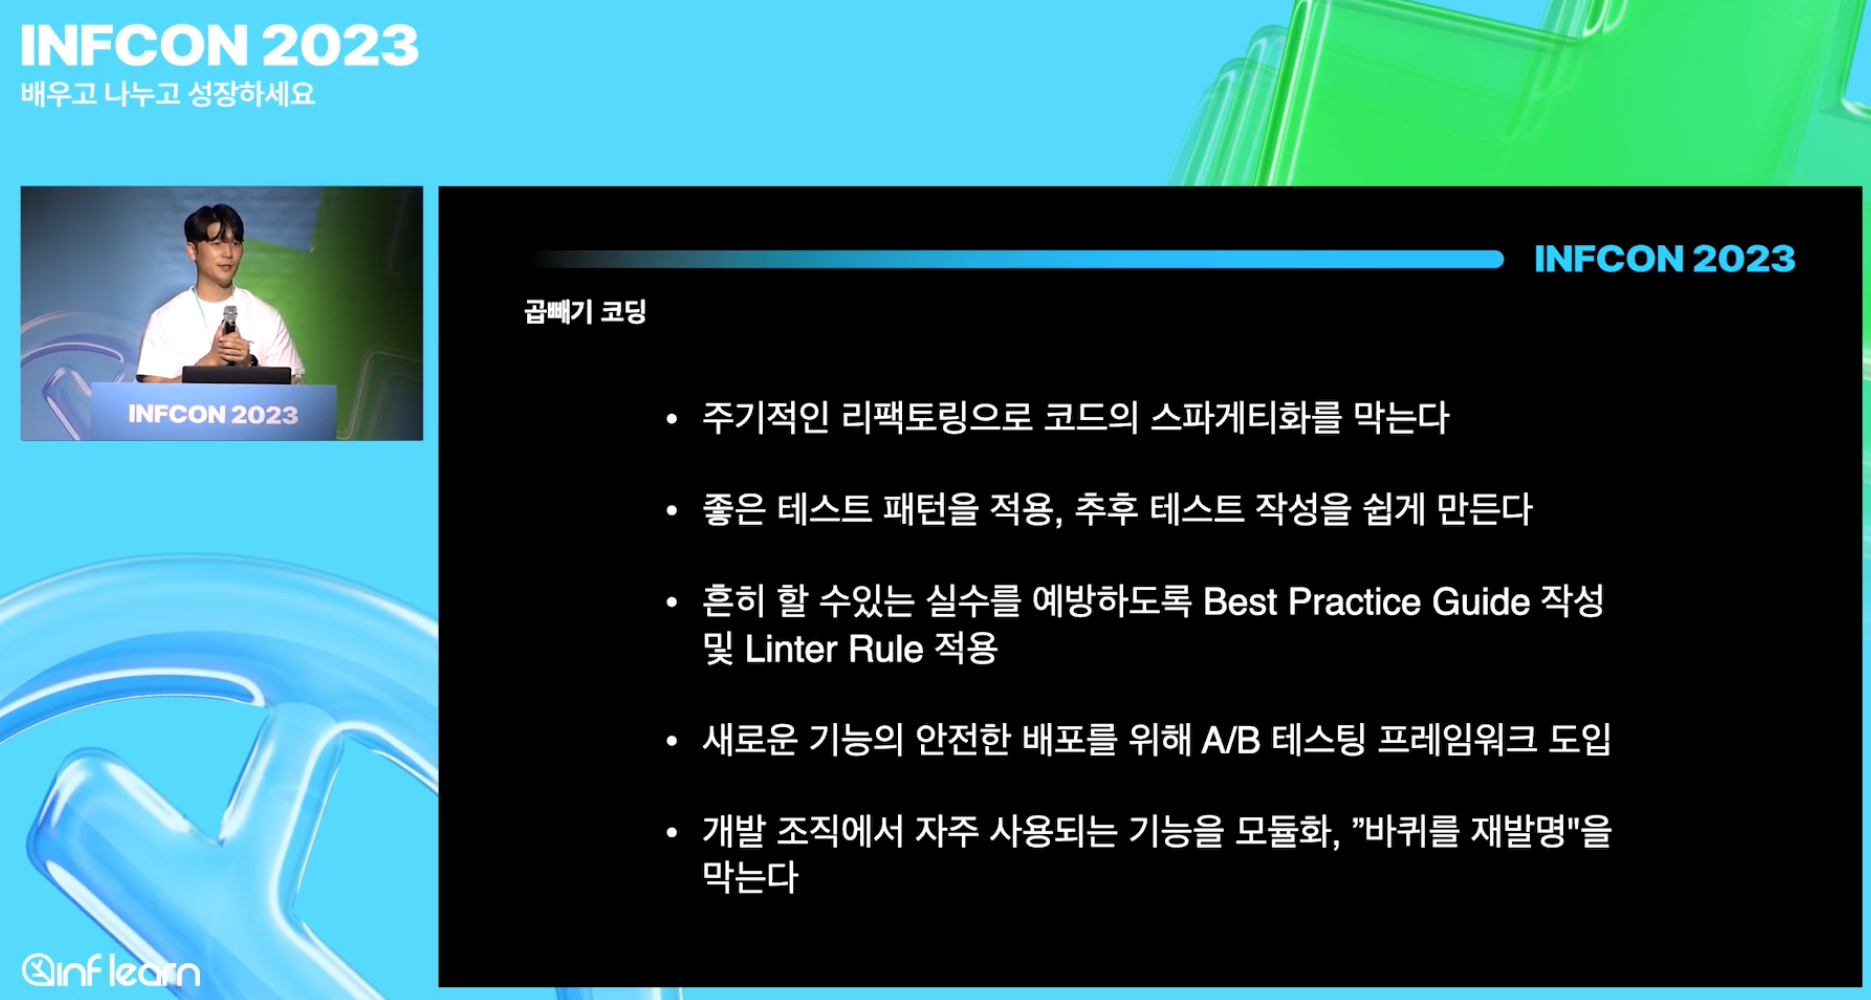 INFCON 2023
배우고 나누고 성장하세요
INFCON 2023
INFCON 2023
곱빼기 코딩
• 주기적인 리팩토링으로 코드의 스파게티화를 막는다
• 좋은 테스트 패턴을 적용, 추후 테스트 작성을 쉽게 만든다
• 흔히 할 수있는 실수를 예방하도록 Best Practice Guide 작성
및 Linter Rule 적용
• 새로운 기능의 안전한 배포를 위해 A/B 테스팅 프레임워크 도입
• 개발 조직에서 자주 사용되는 기능을 모듈화, ”바퀴를 재발명"을
막는다
inflearn